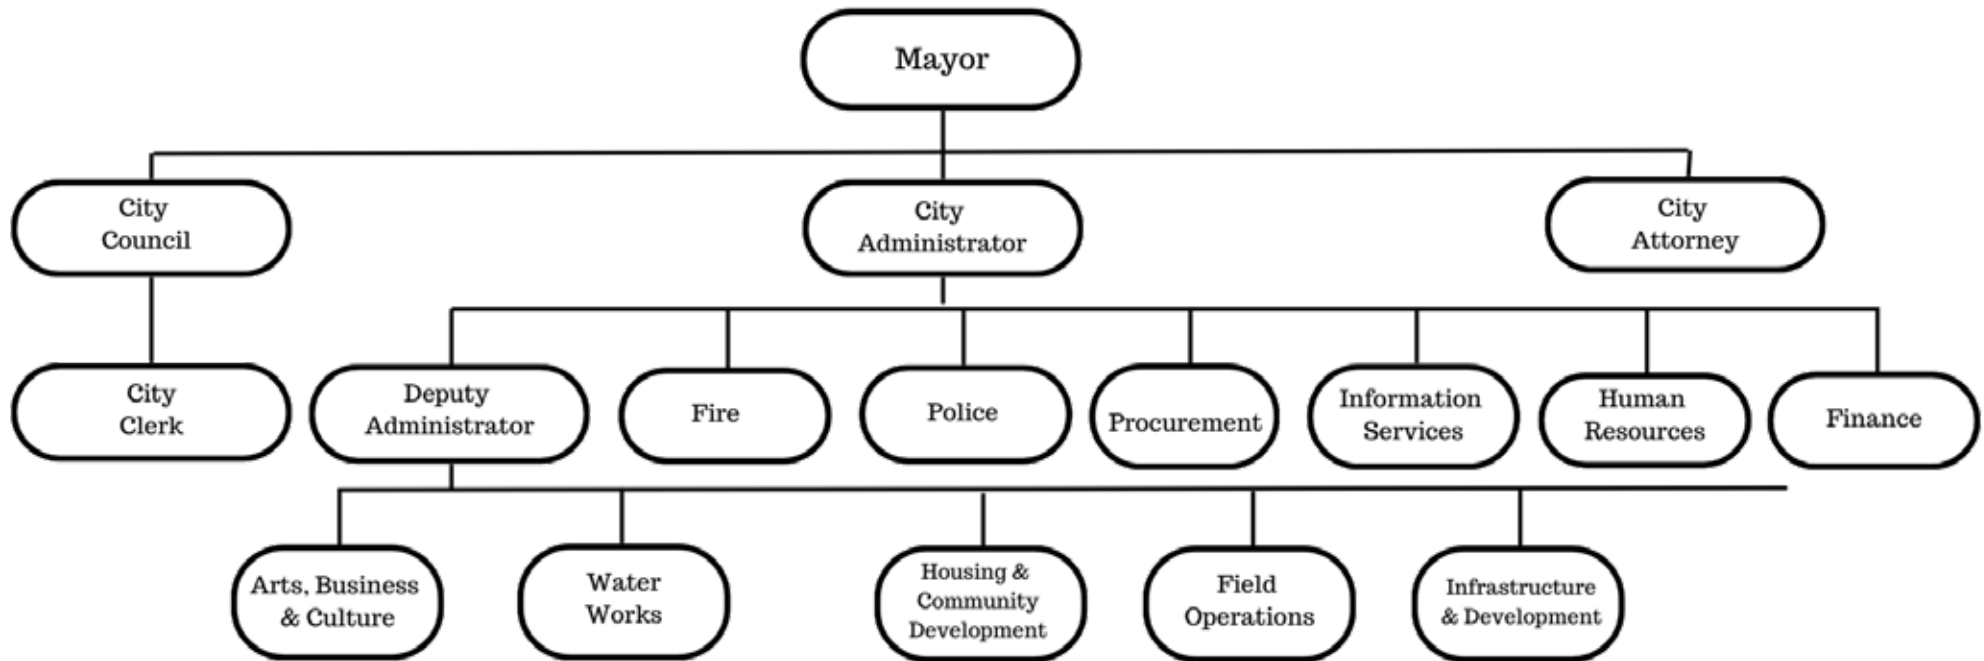 Mayor
City
Council
City
Administrator
City
Attorney
City
Clerk
Deputy
Administrator
Fire
Police
Procurement
Information
Services
Human
Resources
Finance
Arts, Business
& Culture
Water
Works
Housing &
Community
Development
Field
Operations
Infrastructure
& Development